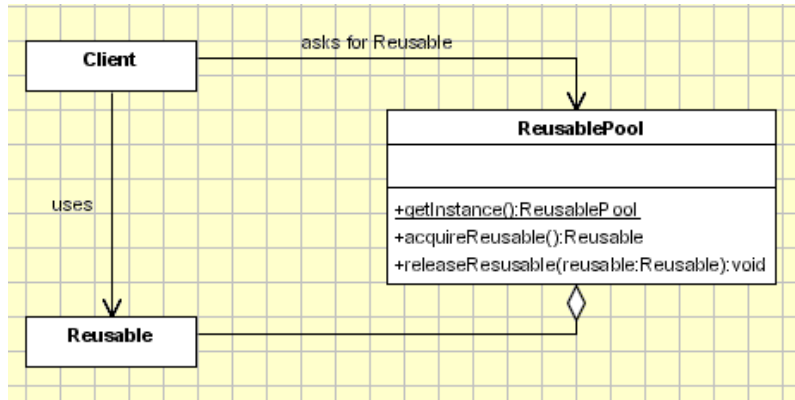 asks for Reusable
Client
ReusablePool
uses
+getInstance():ReusablePool
+acquireReusable():Reusable
+releaseResusable(reusable:Reusable):void
Reusable